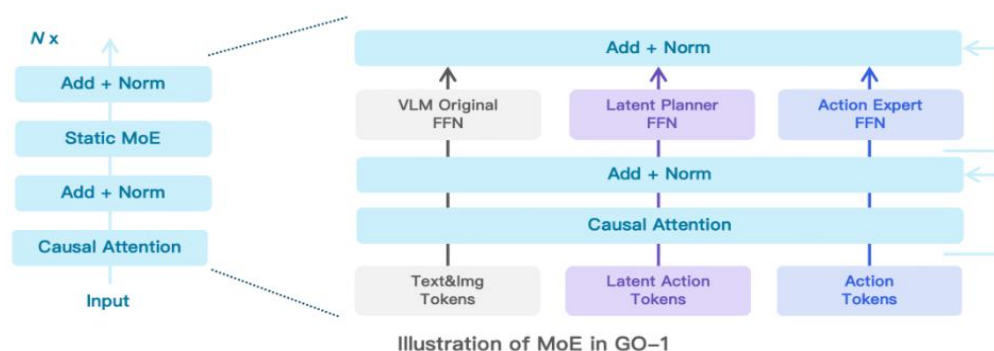 N x
Add + Norm
Static MoE
Add + Norm
Causal Attention
Input
Add + Norm
VLM Original
FFN
Latent Planner
FFN
Action Expert
FFN
Add + Norm
Causal Attention
Text&Img
Tokens
Latent Action
Tokens
Action
Tokens
Illustration of MoE in GO-1